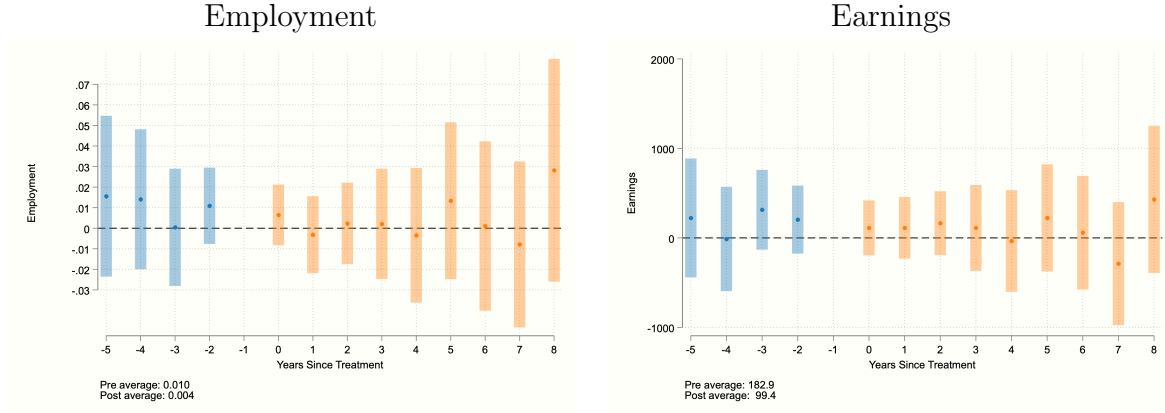 Employment
Earnings
.07
.06
.05
.04
.03
.02
.01
0
-.01
-.02
-.03
Employment
-5 -4 -3 -2 -1 0 1 2 3 4 5 6 7 8
Years Since Treatment
Pre average: 0.010
Post average: 0.004
2000
1000
0
-1000
Earnings
-5 -4 -3 -2 -1 0 1 2 3 4 5 6 7 8
Years Since Treatment
Pre average: 182.9
Post average: 99.4